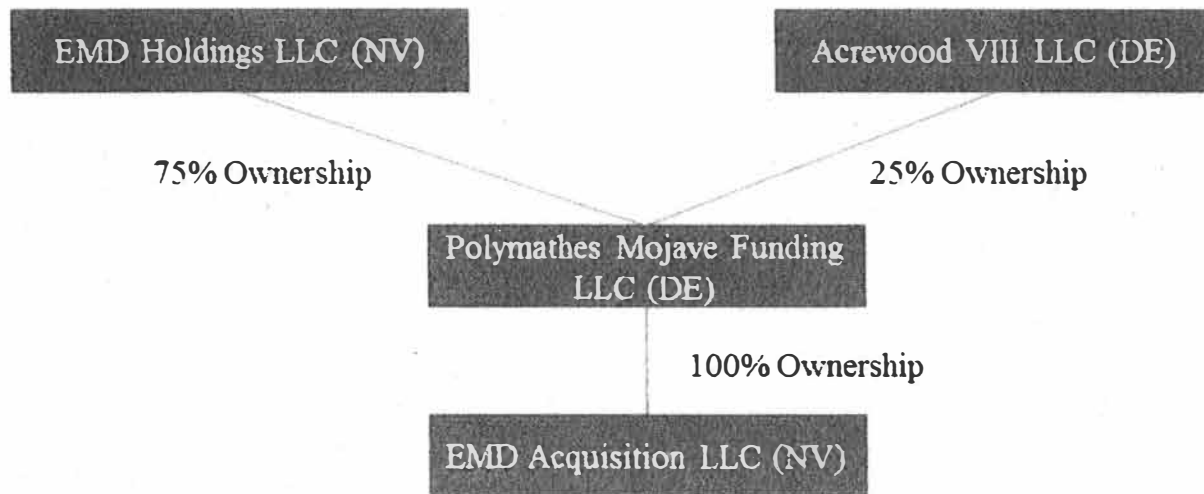 EMD Holdings LLC (NV)
Acrewood VIII LLC (DE)
75% Ownership
25% Ownership
Polymathes Mojave Funding
LLC (DE)
100% Ownership
EMD Acquisition LLC (NV)